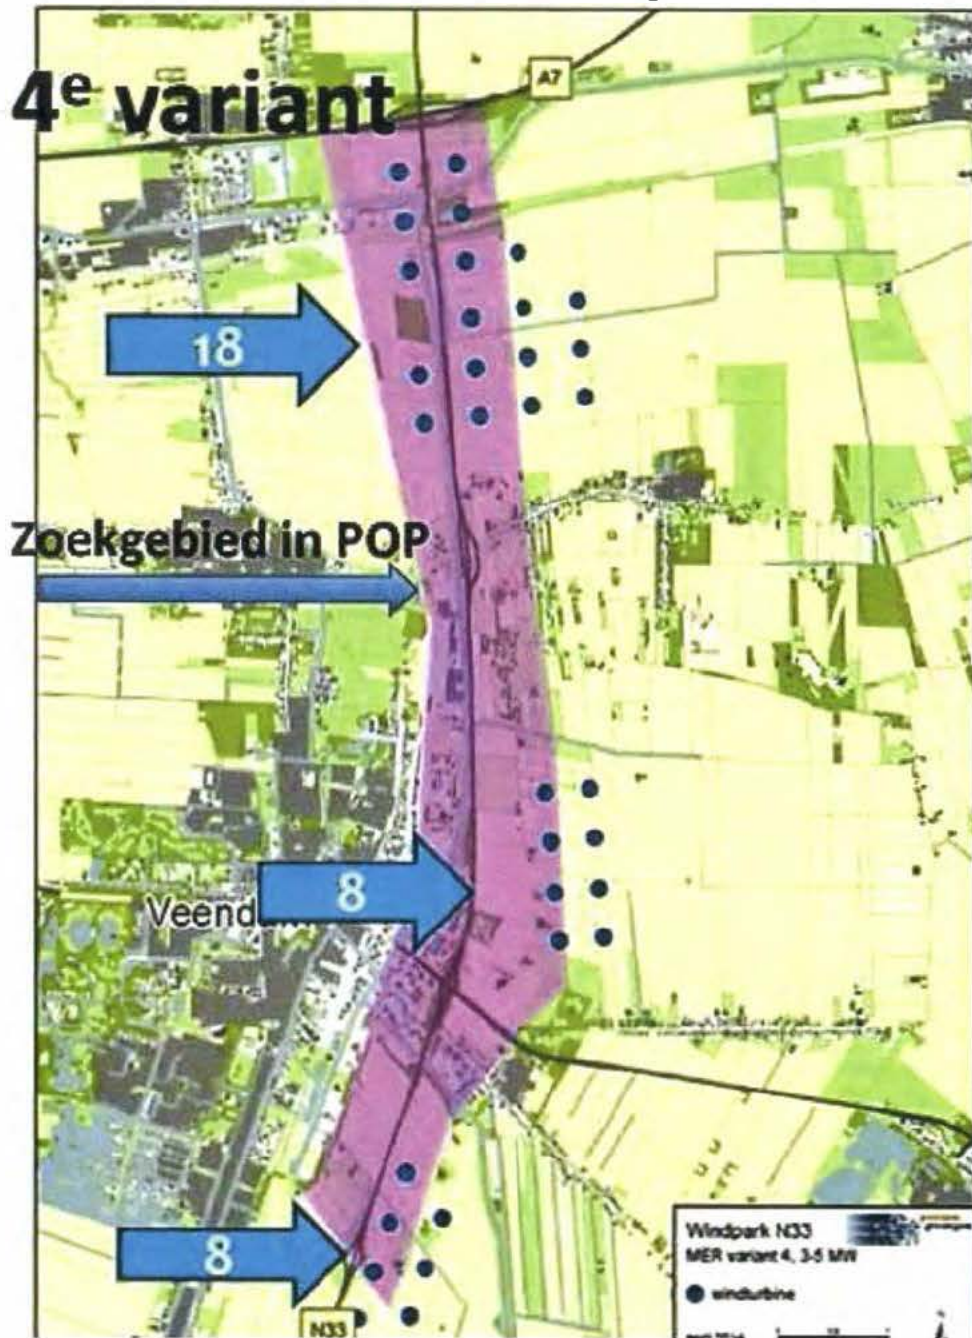 4e variant
A7
18
Zoekgebied in POP
8
Veend
8
N33
Windpark N33
MER variant 4, 3-5 MW
windturbine